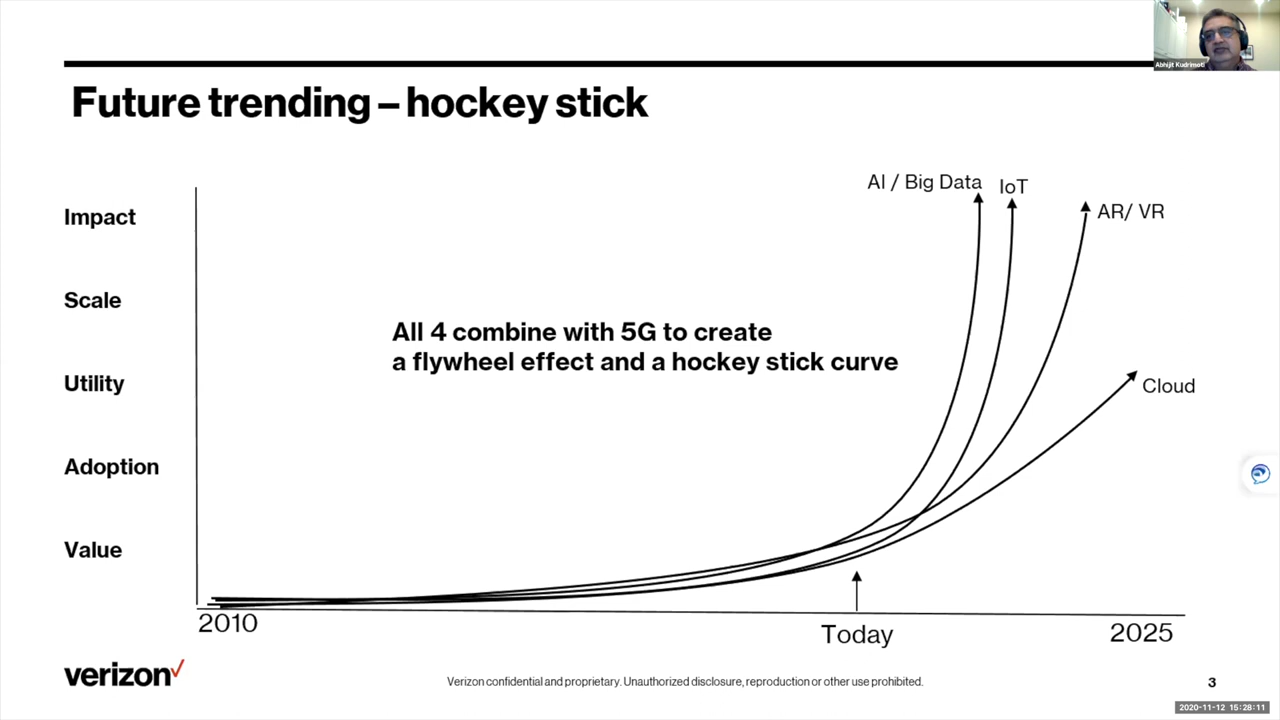 Abhijit Kudrimoti
Future trending – hockey stick
AI / Big Data
IoT
AR/ VR
Impact
Scale
All 4 combine with 5G to create
a flywheel effect and a hockey stick curve
Utility
Cloud
Adoption
Value
2010
Today
2025
verizon
Verizon confidential and proprietary. Unauthorized disclosure, reproduction or other use prohibited.
3
2020-11-12 15:28:11